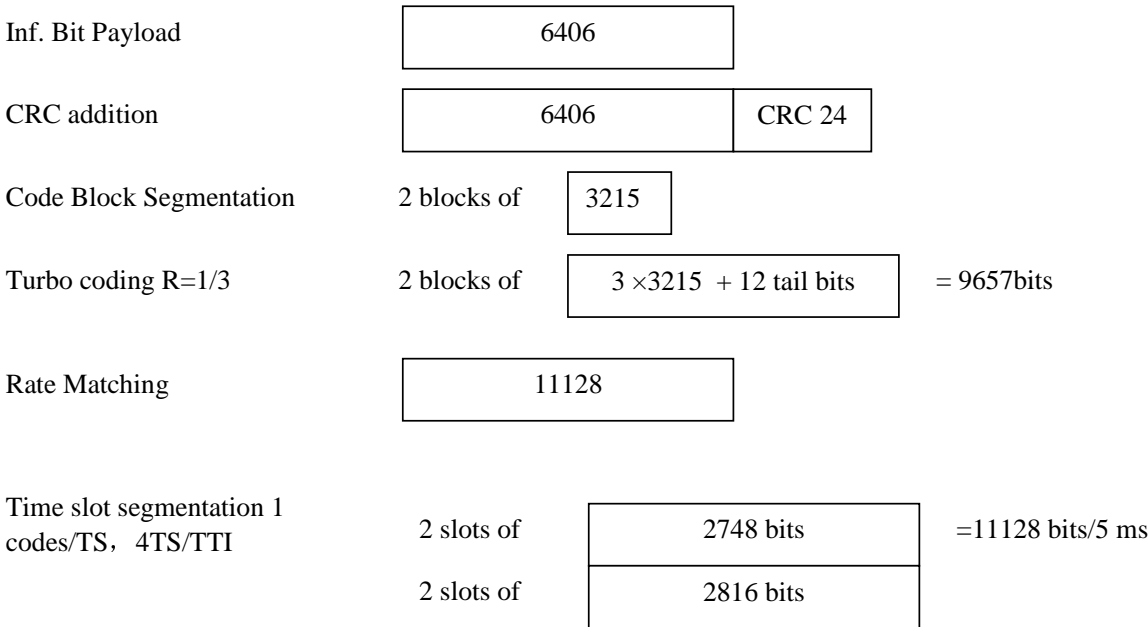 Inf. Bit Payload 6406
CRC addition 6406 CRC 24
Code Block Segmentation 2 blocks of 3215
Turbo coding R=1/3 2 blocks of 3 ×3215 + 12 tail bits = 9657bits
Rate Matching 11128
Time slot segmentation 1
codes/TS， 4TS/TTI 2 slots of 2748 bits =11128 bits/5 ms
2 slots of 2816 bits